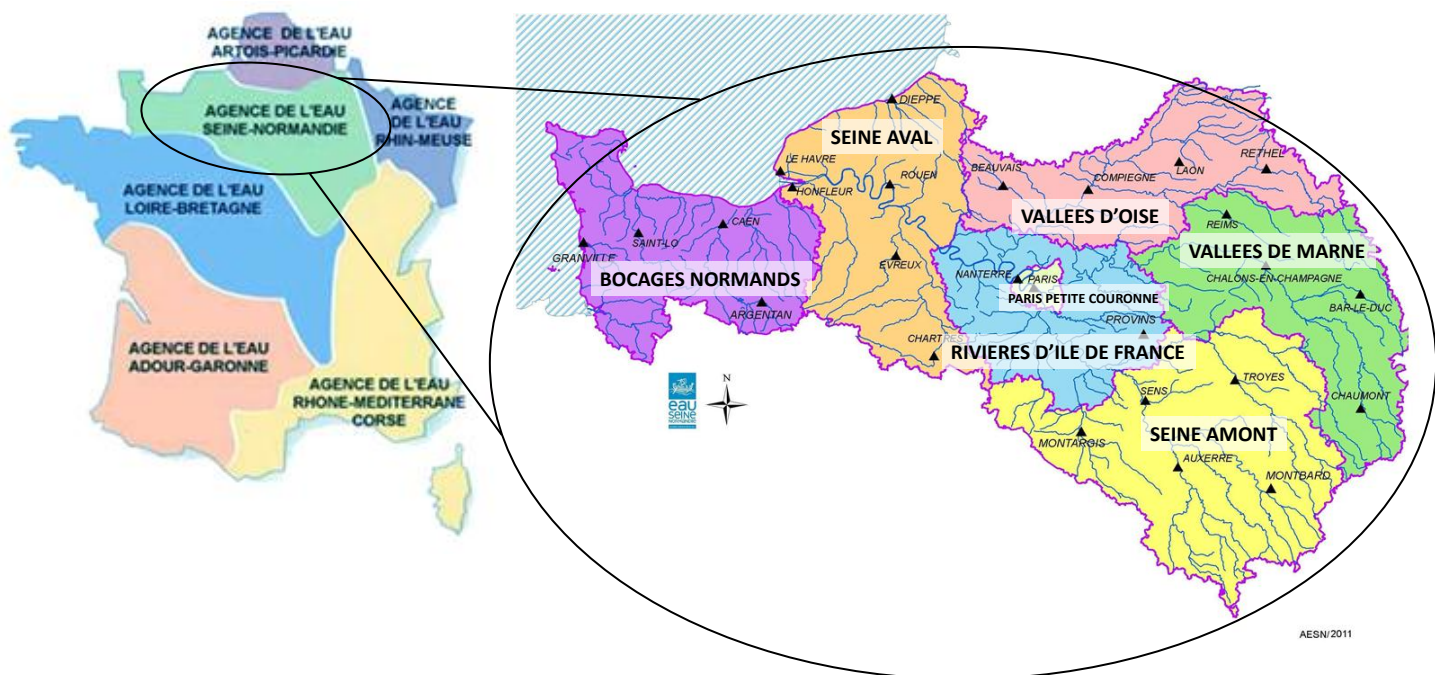 AGENCE DE L'EAU
ARTOIS-PICARDIE
AGENCE DE L'EAU
SEINE-NORMANDIE
AGENCE
DE L'EAU
RHIN-MEUSE
AGENCE DE L'EAU
LOIRE-BRETAGNE
AGENCE DE L'EAU
ADOUR-GARONNE
AGENCE DE L'EAU
RHONE-MEDITERRANE
CORSE
DIEPPE
SEINE AVAL
LE HAVRE
HONFLEUR
ROUEN
BEAUVAIS
COMPIEGNE
LAON
RETHEL
VALLEES D'OISE
REIMS
VALLEES DE MARNE
CHALONS-EN-CHAMPAGNE
BAR-LE-DUC
CAEN
SAINT-LO
GRANVILLE
BOCAGES NORMANDS
ARGENTAN
EVREUX
NANTERRE
PARIS
PARIS PETITE COURONNE
PROVINS
CHARTRES
RIVIERES D'ILE DE FRANCE
TROYES
SENS
CHAUMONT
MONTARGIS
SEINE AMONT
AUXERRE
MONTBARD
eau
SEINE
NORMANDIE
N
AESN/2011